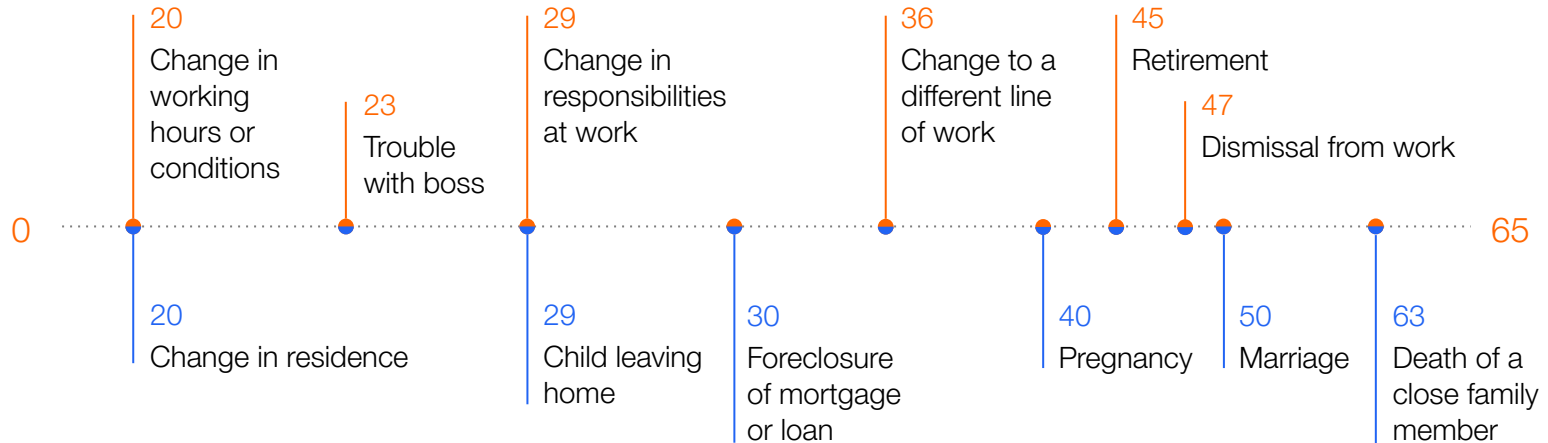 20
Change in
working
hours or
conditions
23
Trouble
with boss
29
Change in
responsibilities
at work
36
Change to a
different line
of work
45
Retirement
47
Dismissal from work
0
65
20
Change in residence
29
Child leaving
home
30
Foreclosure
of mortgage
or loan
40
Pregnancy
50
Marriage
63
Death of a
close family
member